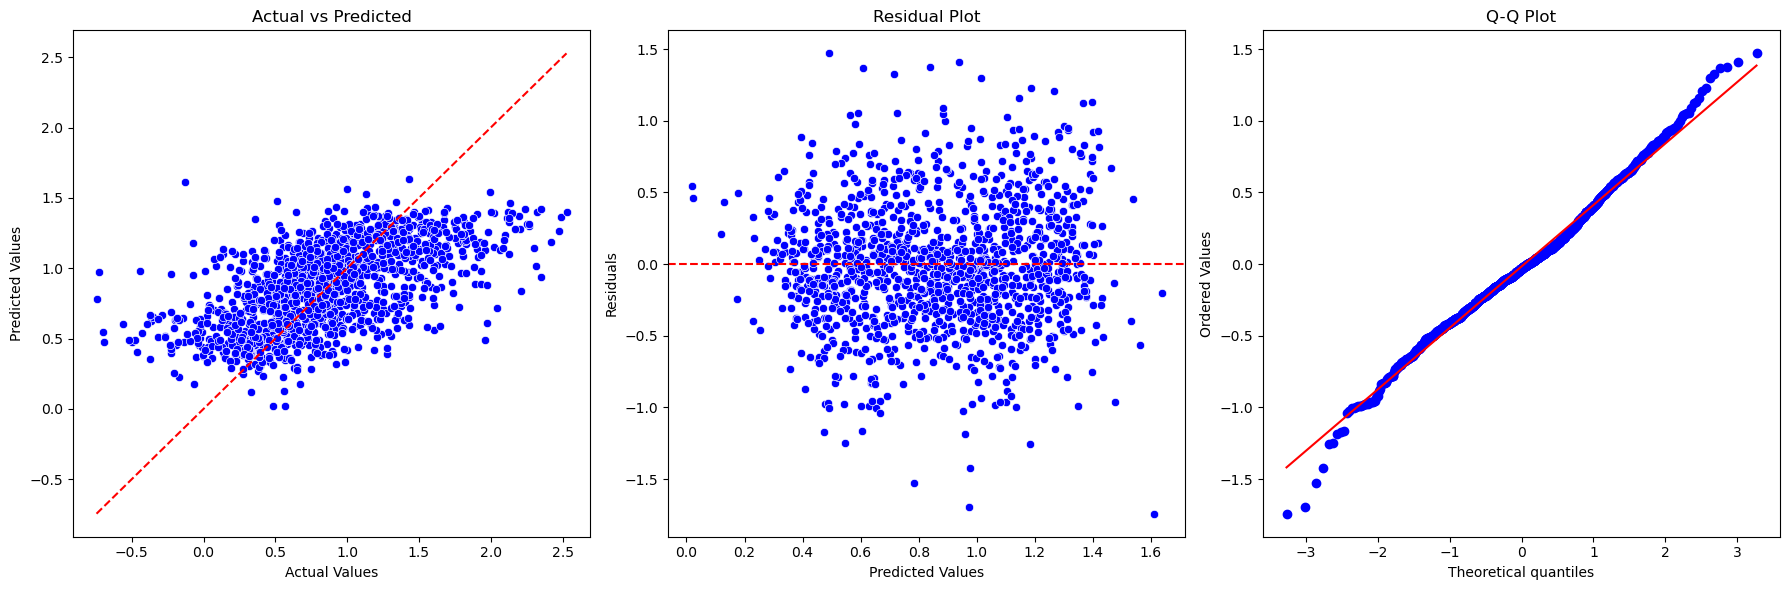 Actual vs Predicted
Predicted Values
2.5
2.0
1.5
1.0
0.5
0.0
−0.5
−0.5 0.0 0.5 1.0 1.5 2.0 2.5
Actual Values
Residual Plot
Residuals
1.5
1.0
0.5
0.0
−0.5
−1.0
−1.5
0.0 0.2 0.4 0.6 0.8 1.0 1.2 1.4 1.6
Predicted Values
Q-Q Plot
Ordered Values
1.5
1.0
0.5
0.0
−0.5
−1.0
−1.5
−3 −2 −1 0 1 2 3
Theoretical quantiles